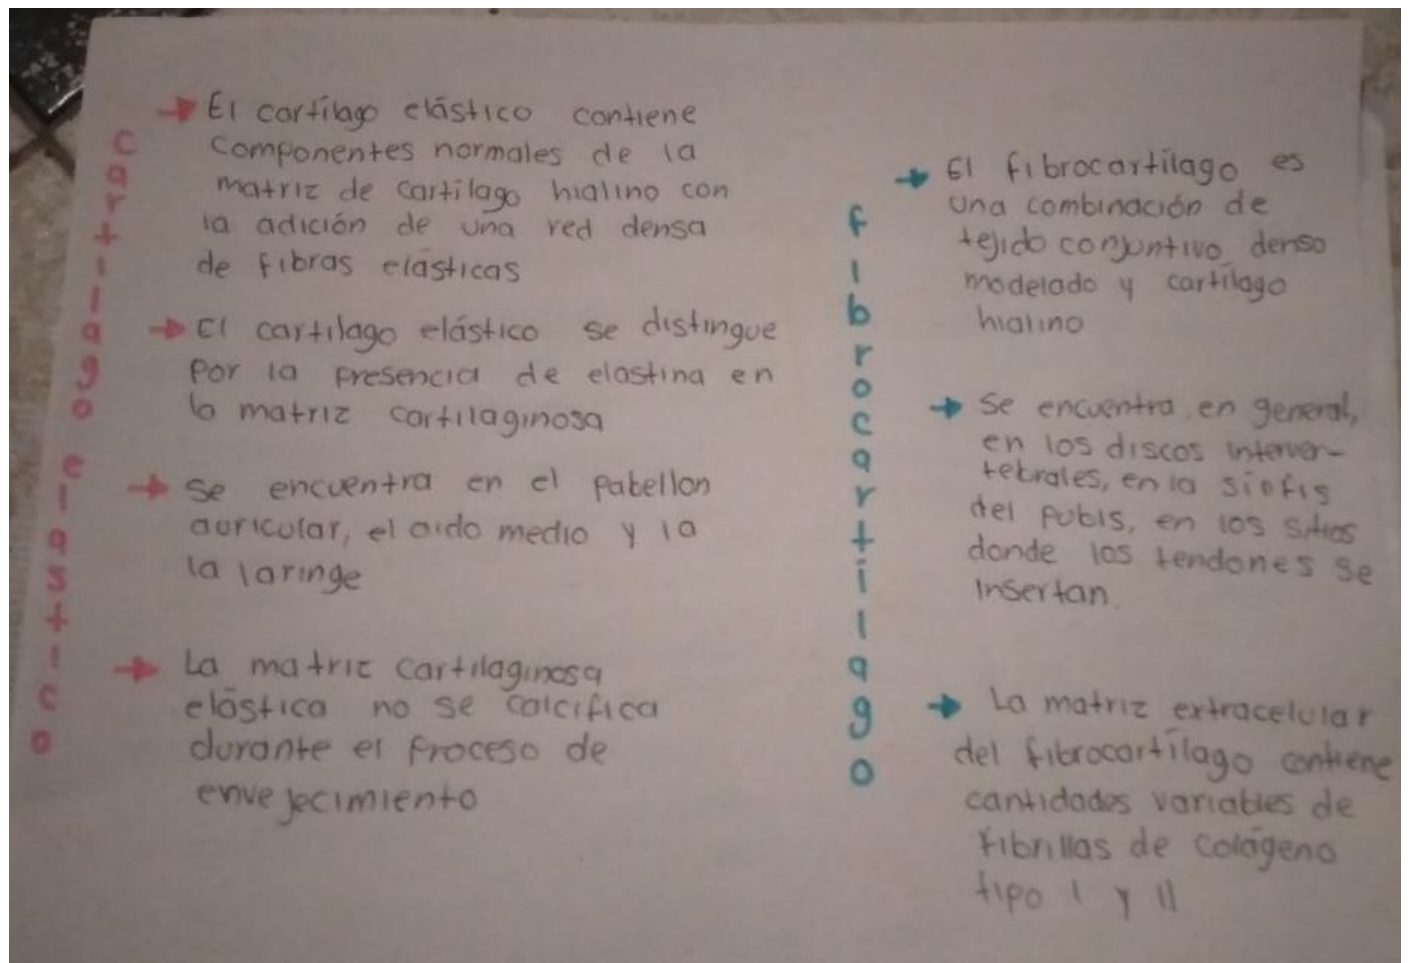 Cartilago elastico
→ El cartílago elástico contiene
componentes normales de la
matriz de cartílago hialino con
la adición de una red densa
de fibras elásticas
→ El cartilago elástico se distingue
por la presencia de elastina en
la matriz cartilaginosa
→ Se encuentra en el pabellon
auricular, el oido medio y la
la laringe
→ La matriz cartilaginosa
elástica no se calcifica
durante el proceso de
envejecimiento
fibrocartilago
→ El fibrocartílago es
una combinación de
tejido conjuntivo denso
modelado y cartílago
hialino
→ Se encuentra, en general,
en los discos interver-
tebrales, en la siofis
del pubis, en los sitios
donde los tendones se
insertan.
→ La matriz extracelular
del fibrocartílago contiene
cantidades variables de
fibrillas de colágeno
tipo I y II